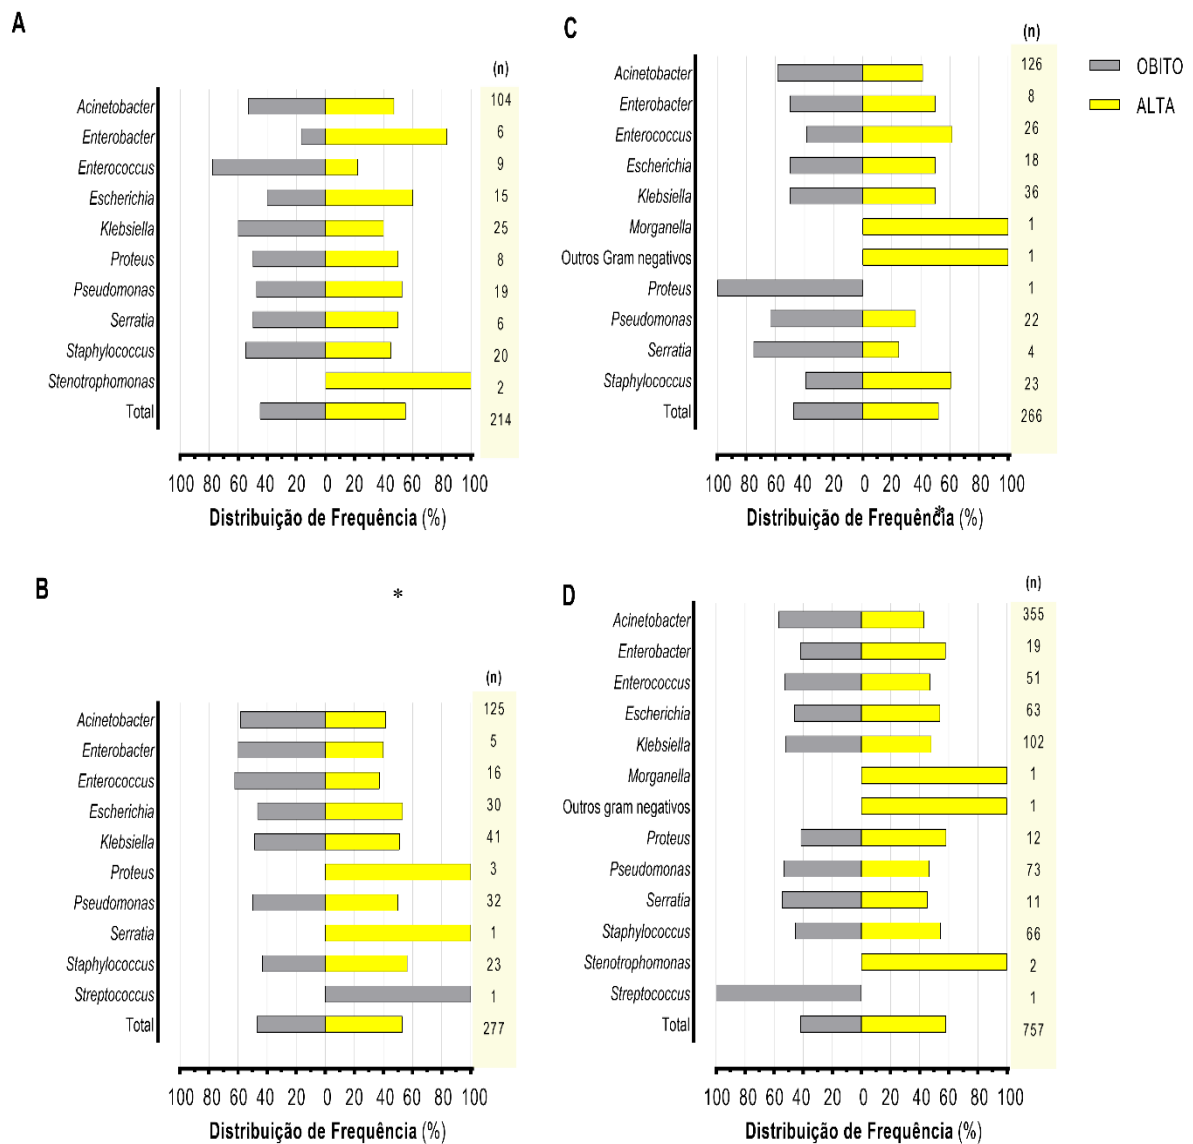 A
(n)
Acinetobacter 104
Enterobacter 6
Enterococcus 9
Escherichia 15
Klebsiella 25
Proteus 8
Pseudomonas 19
Serratia 6
Staphylococcus 20
Stenotrophomonas 2
Total 214
100 80 60 40 20 0 20 40 60 80 100
Distribuição de Frequência (%)
C
(n)
Acinetobacter 126
Enterobacter 8
Enterococcus 26
Escherichia 18
Klebsiella 36
Morganella 1
Outros Gram negativos 1
Proteus 1
Pseudomonas 22
Serratia 4
Staphylococcus 23
Total 266
100 80 60 40 20 0 20 40 60 80 100
Distribuição de Frequência (%)
*
OBITO
ALTA
B
*
(n)
Acinetobacter 125
Enterobacter 5
Enterococcus 16
Escherichia 30
Klebsiella 41
Proteus 3
Pseudomonas 32
Serratia 1
Staphylococcus 23
Streptococcus 1
Total 277
100 80 60 40 20 0 20 40 60 80 100
Distribuição de Frequência (%)
D
(n)
Acinetobacter 355
Enterobacter 19
Enterococcus 51
Escherichia 63
Klebsiella 102
Morganella 1
Outros gram negativos 1
Proteus 12
Pseudomonas 73
Serratia 11
Staphylococcus 66
Stenotrophomonas 2
Streptococcus 1
Total 757
100 80 60 40 20 0 20 40 60 80 100
Distribuição de Frequência (%)